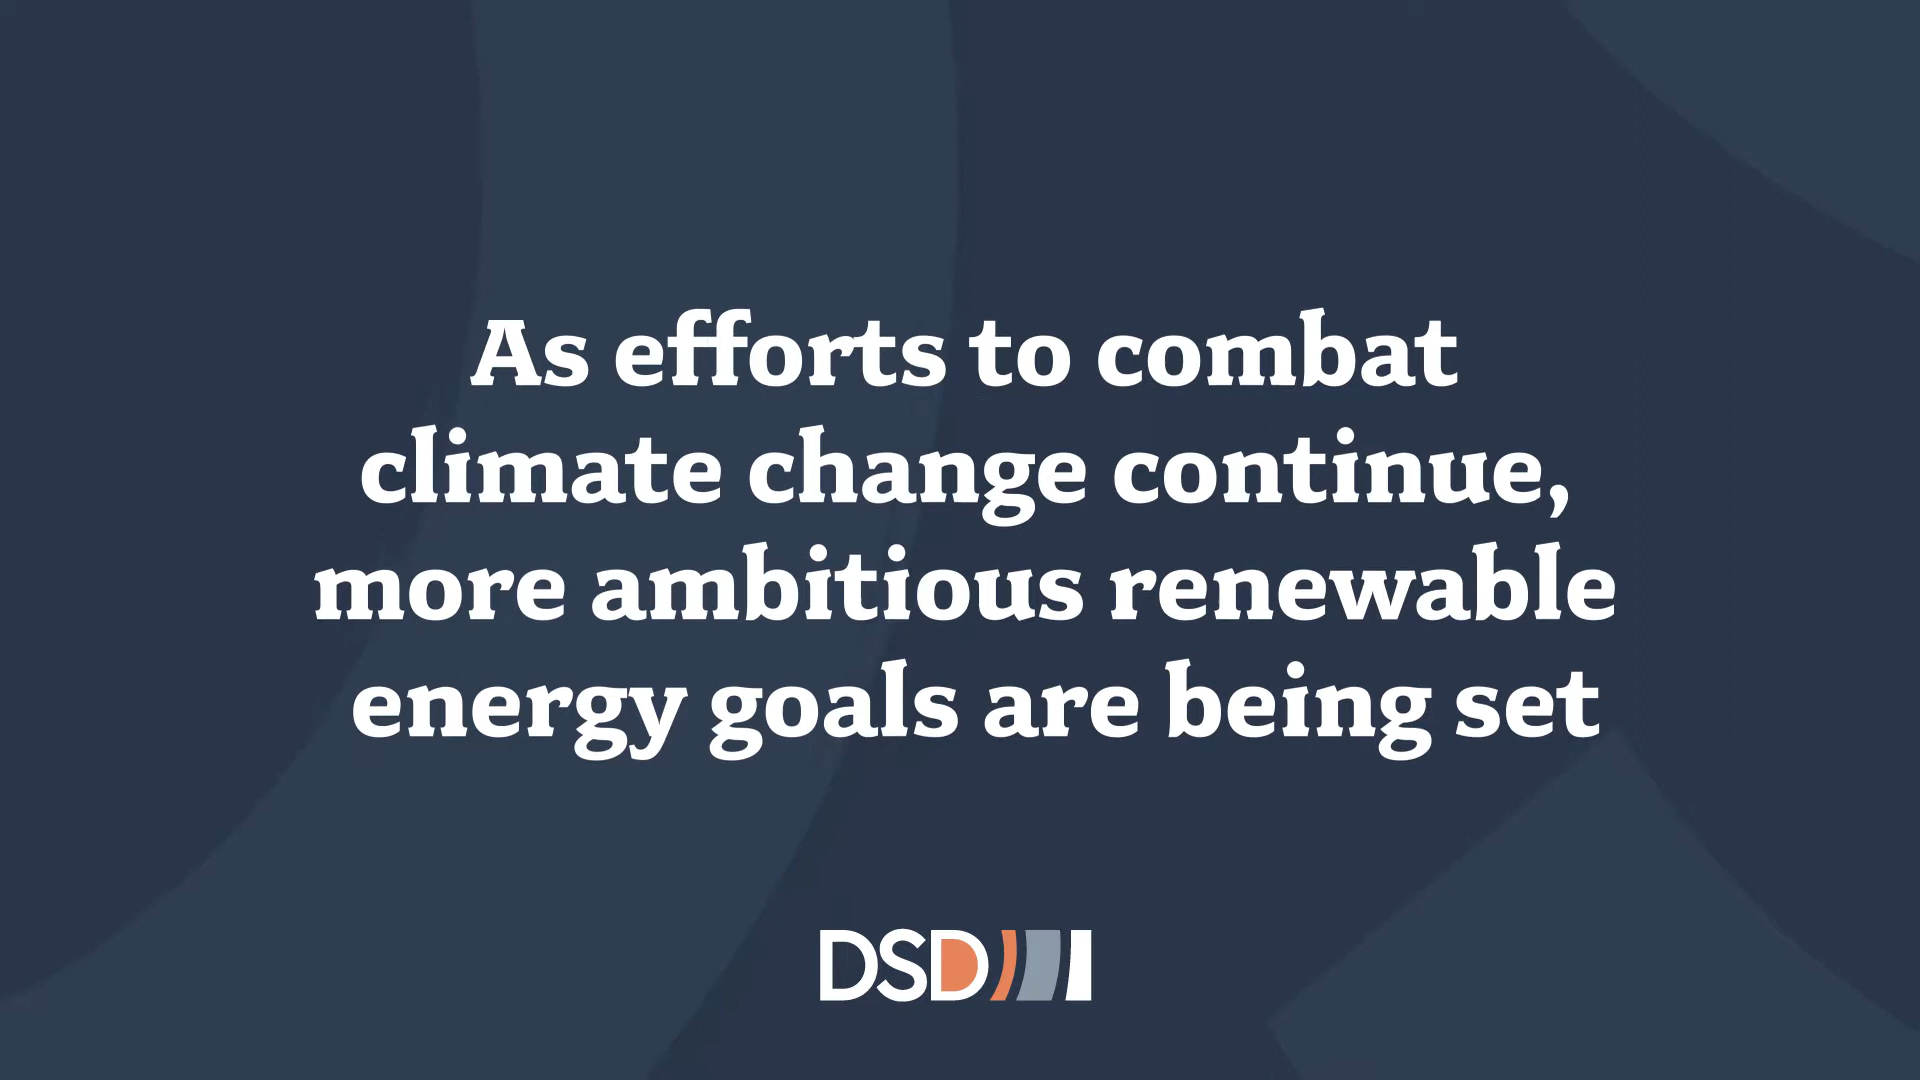 As efforts to combat
climate change continue,
more ambitious renewable
energy goals are being set
DSD